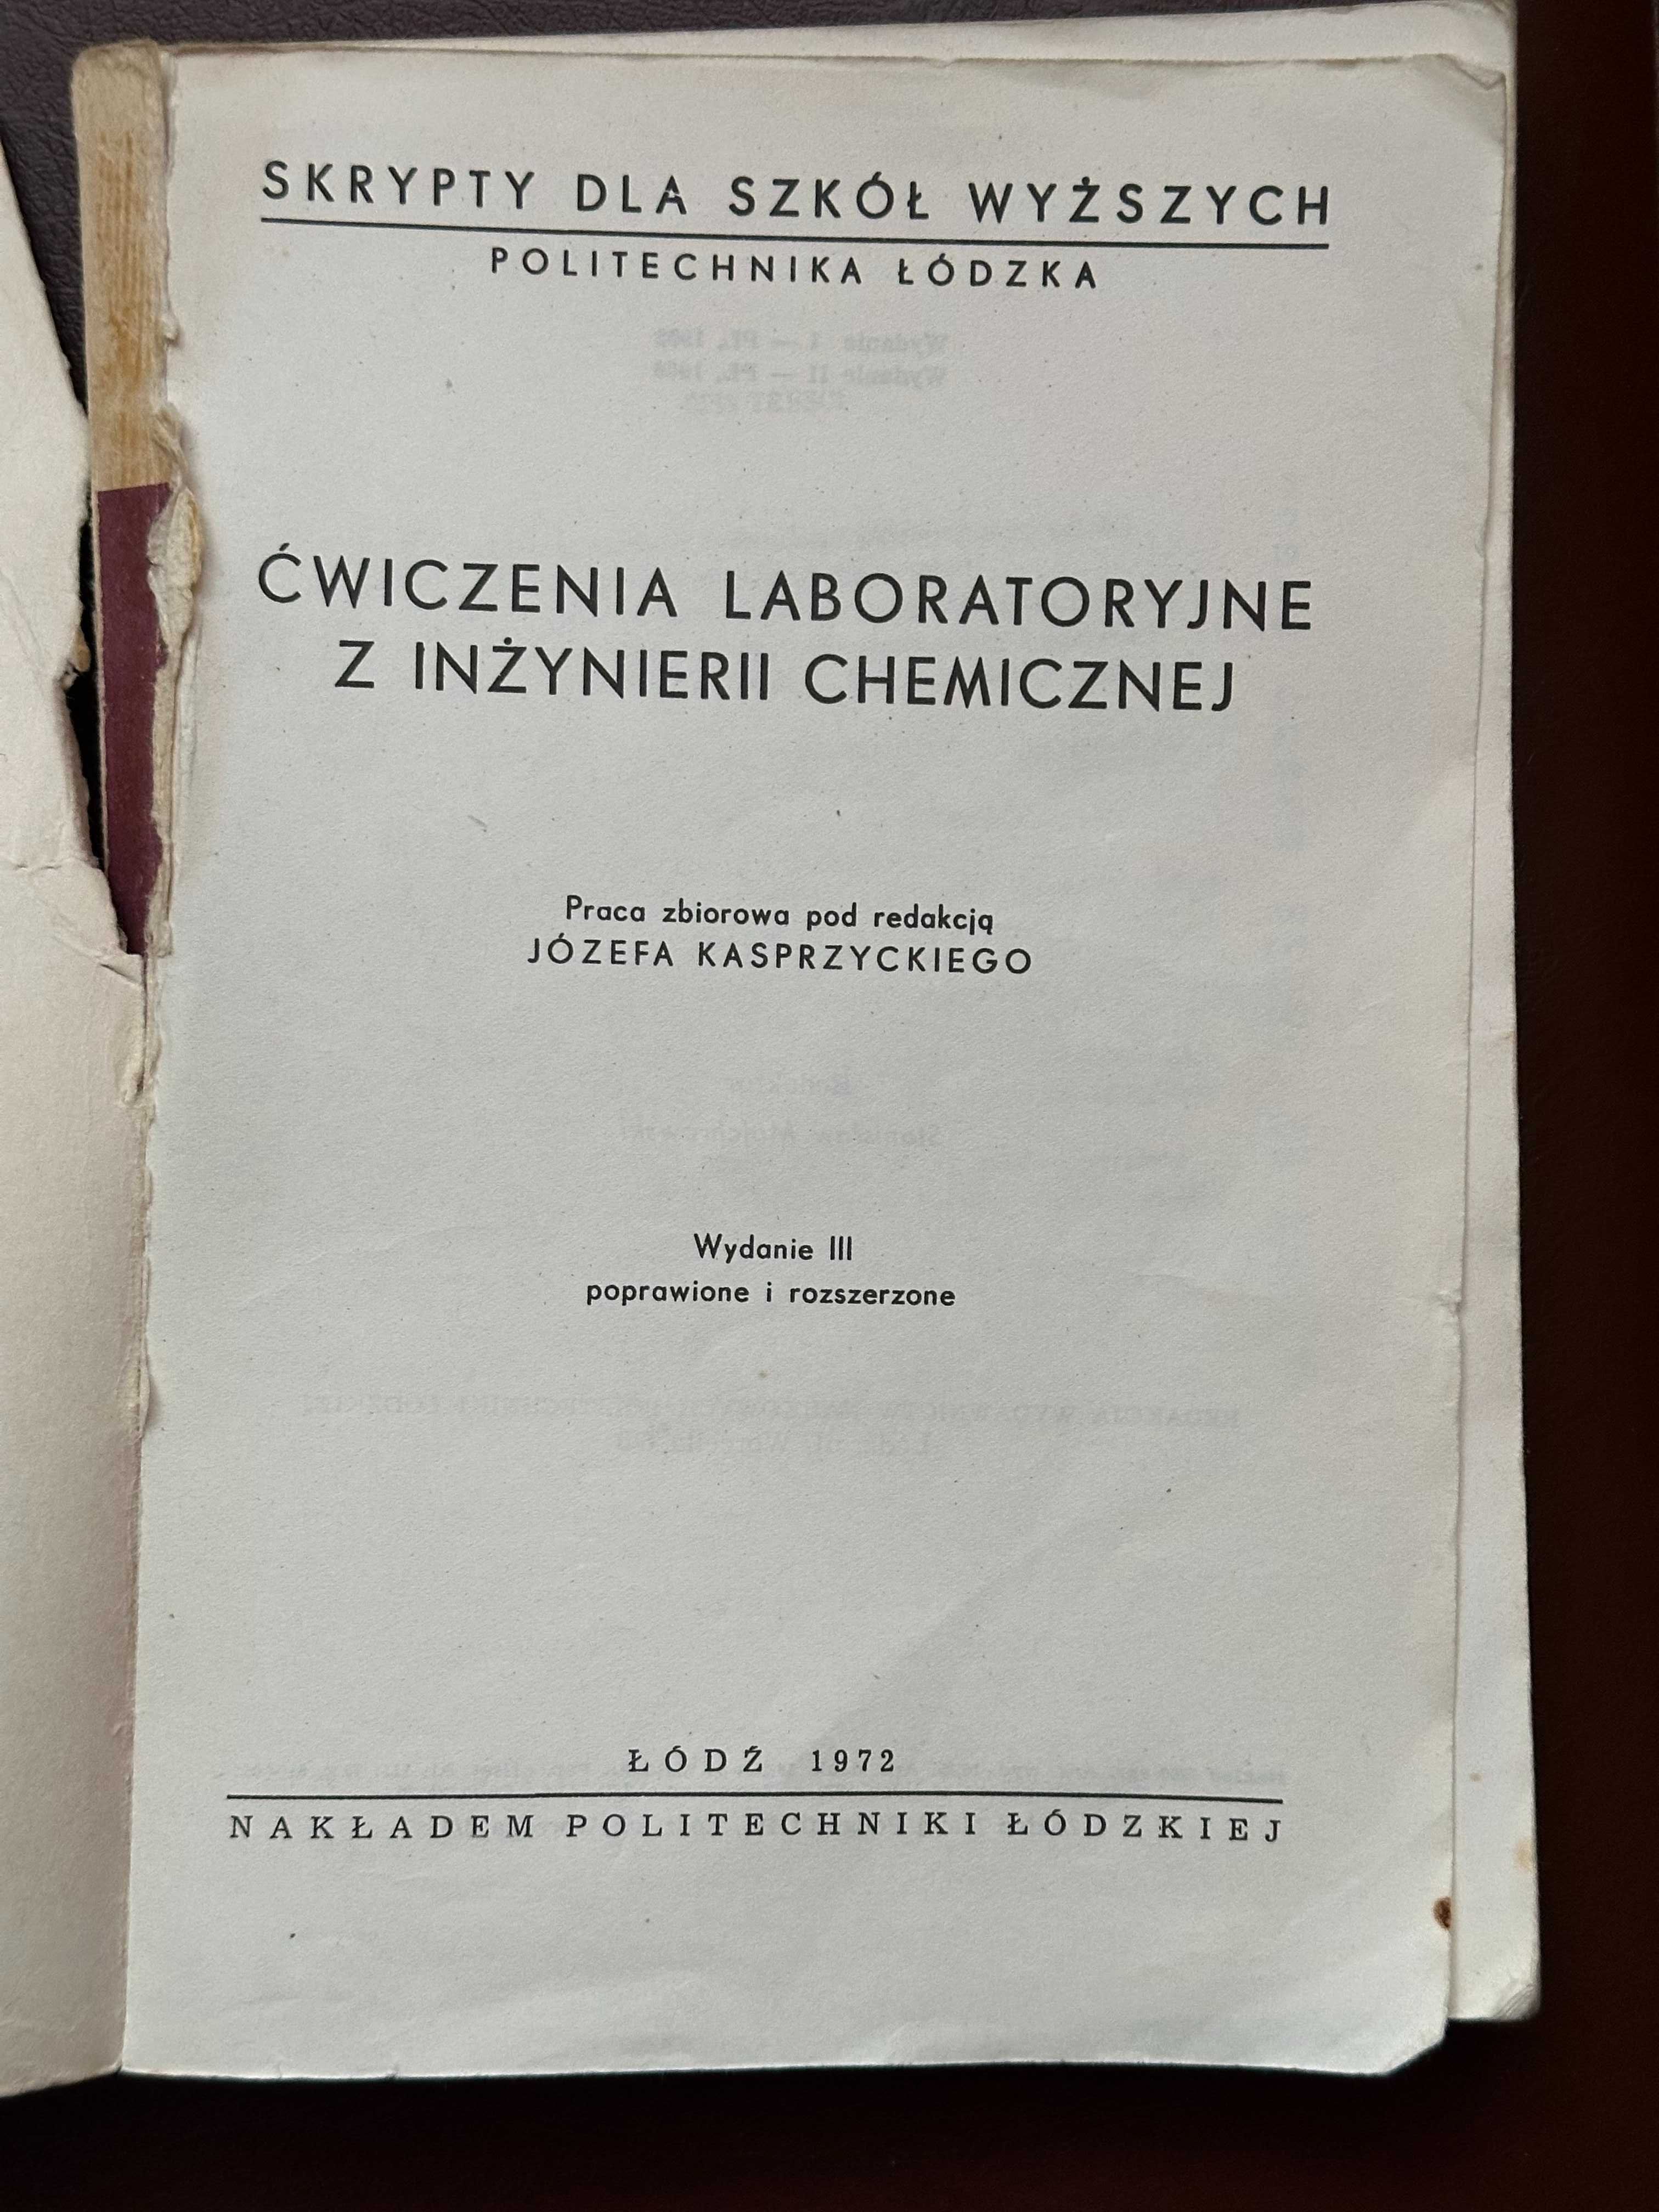 SKRYPTY DLA SZKÓŁ WYŻSZYCH
POLITECHNIKA ŁÓDZKA
ĆWICZENIA LABORATORYJNE
Z INŻYNIERII CHEMICZNEJ
Praca zbiorowa pod redakcją
JÓZEFA KASPRZYCKIEGO
Wydanie III
poprawione i rozszerzone
ŁÓDŹ 1972
NAKŁADEM POLITECHNIKI ŁÓDZKIEJ